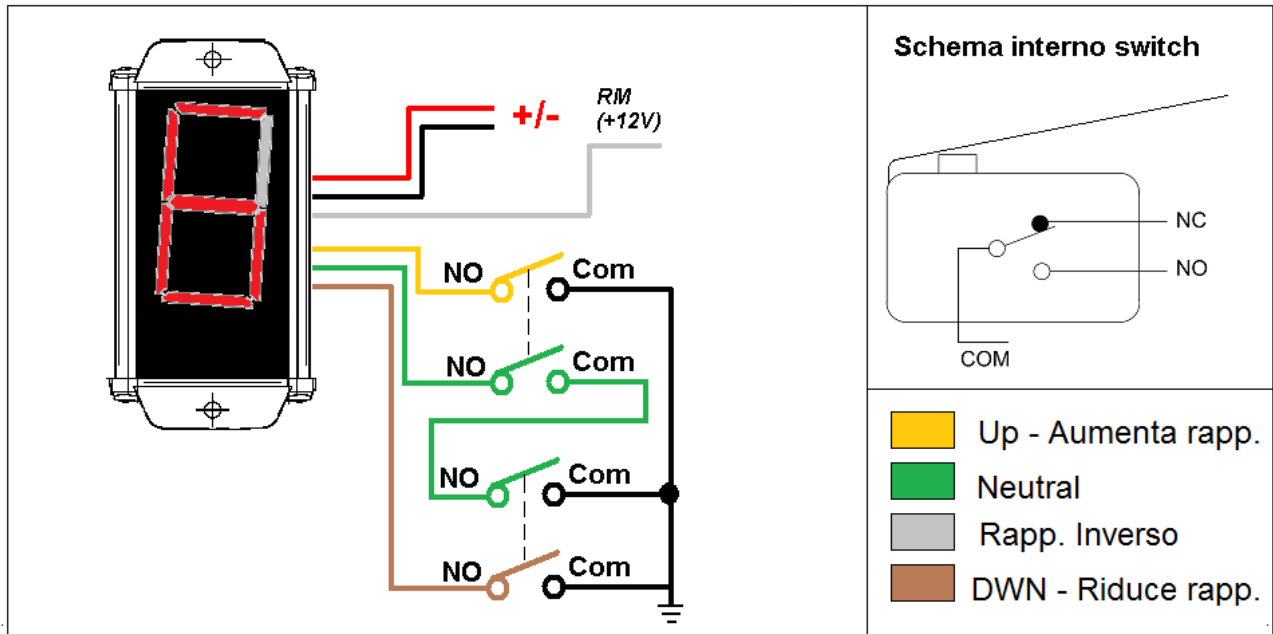 +/-
RM
(+12V)
NO
Com
NO
Com
NO
Com
NO
Com
Schema interno switch
NC
NO
COM
Up - Aumenta rapp.
Neutral
Rapp. Inverso
DWN - Riduce rapp.